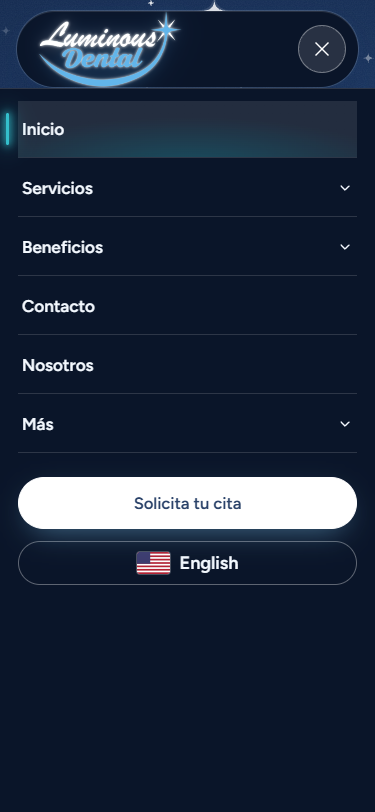 Luminous
Dental
Inicio
Servicios
Beneficios
Contacto
Nosotros
Más
Solicita tu cita
English